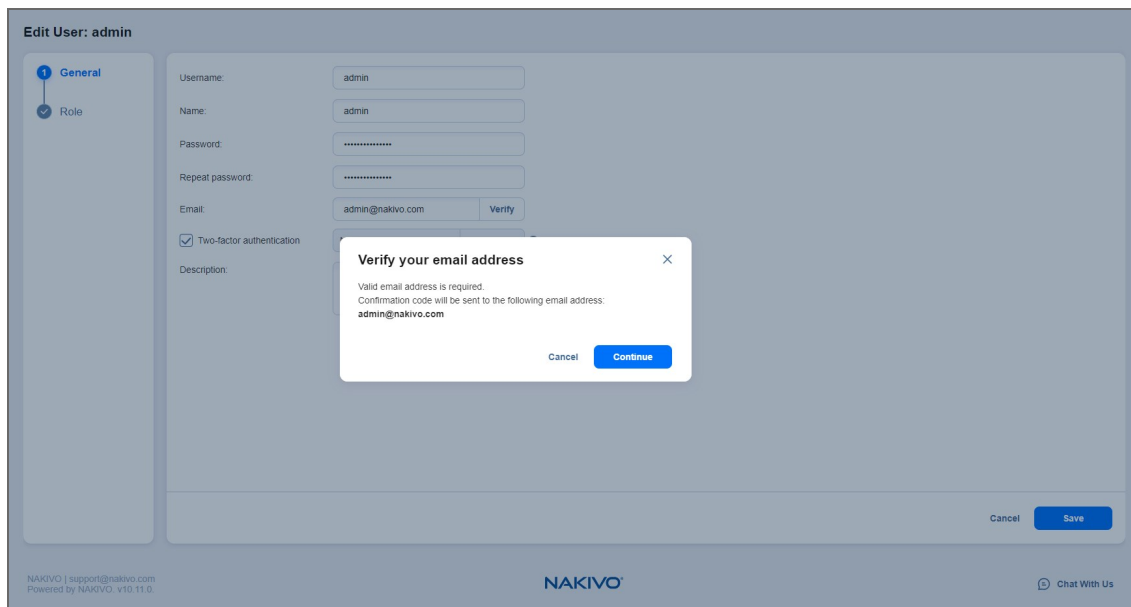 Edit User: admin
1 General
Role
Username: admin
Name: admin
Password: ••••••••••••••••
Repeat password: ••••••••••••••••
Email: admin@nakivo.com Verify
Two-factor authentication
Description:
Verify your email address
Valid email address is required.
Confirmation code will be sent to the following email address:
admin@nakivo.com
Cancel Continue
Cancel Save
NAKIVO | support@nakivo.com
Powered by NAKIVO. v10.11.0.
NAKIVO®
Chat With Us